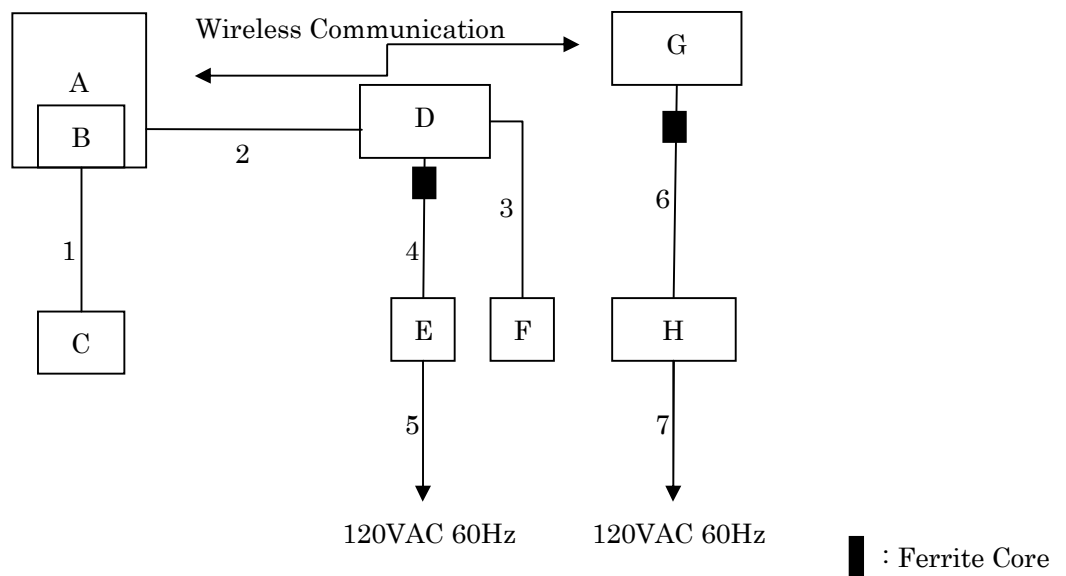 Wireless Communication
A
B
G
D
2
1
3
4
6
C
E
F
H
5
7
120VAC 60Hz
120VAC 60Hz
: Ferrite Core